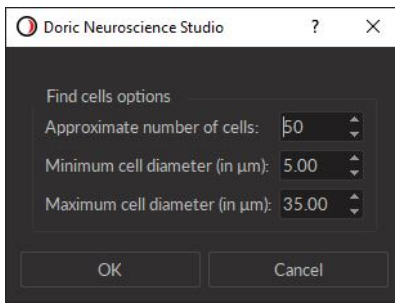 Doric Neuroscience Studio ? ×
Find cells options
Approximate number of cells: 50
Minimum cell diameter (in µm): 5.00
Maximum cell diameter (in µm): 35.00
OK Cancel